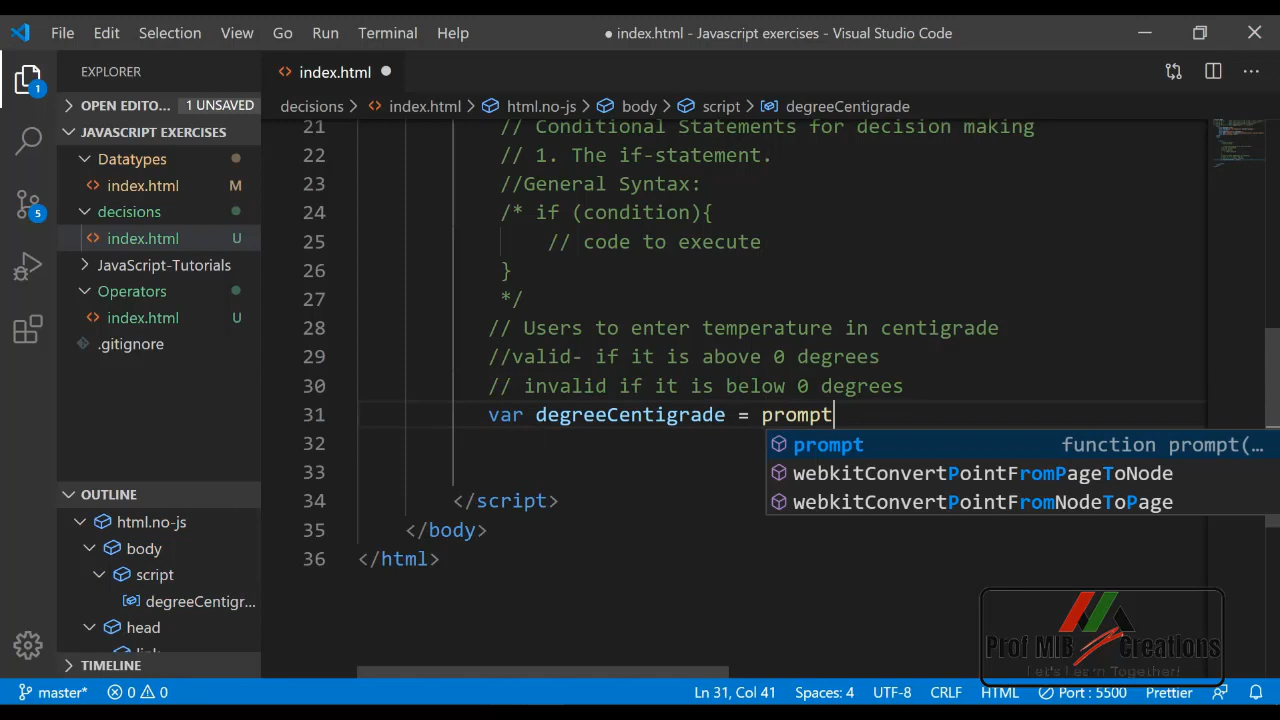 File Edit Selection View Go Run Terminal Help ● index.html - Javascript exercises - Visual Studio Code
EXPLORER
index.html
OPEN EDITO... 1 UNSAVED
decisions > index.html > html.no-js > body > script > degreeCentigrade
JAVASCRIPT EXERCISES
Datatypes
index.html M
decisions
index.html U
JavaScript-Tutorials
Operators
index.html U
.gitignore
21 // Conditional Statements for decision making
22 // 1. The if-statement.
23 //General Syntax:
24 /* if (condition){
25 // code to execute
26 }
27 */
28 // Users to enter temperature in centigrade
29 //valid- if it is above 0 degrees
30 // invalid if it is below 0 degrees
31 var degreeCentigrade = prompt
32
33
34 </script>
35 </body>
36 </html>
prompt function prompt(...
webkitConvertPointFromPageToNode
webkitConvertPointFromNodeToPage
OUTLINE
html.no-js
body
script
degreeCentigr...
head
TIMELINE
1
5
Prof MIB Creations
Let's Learn Together!
master* 0 0 Ln 31, Col 41 Spaces: 4 UTF-8 CRLF HTML Port : 5500 Prettier